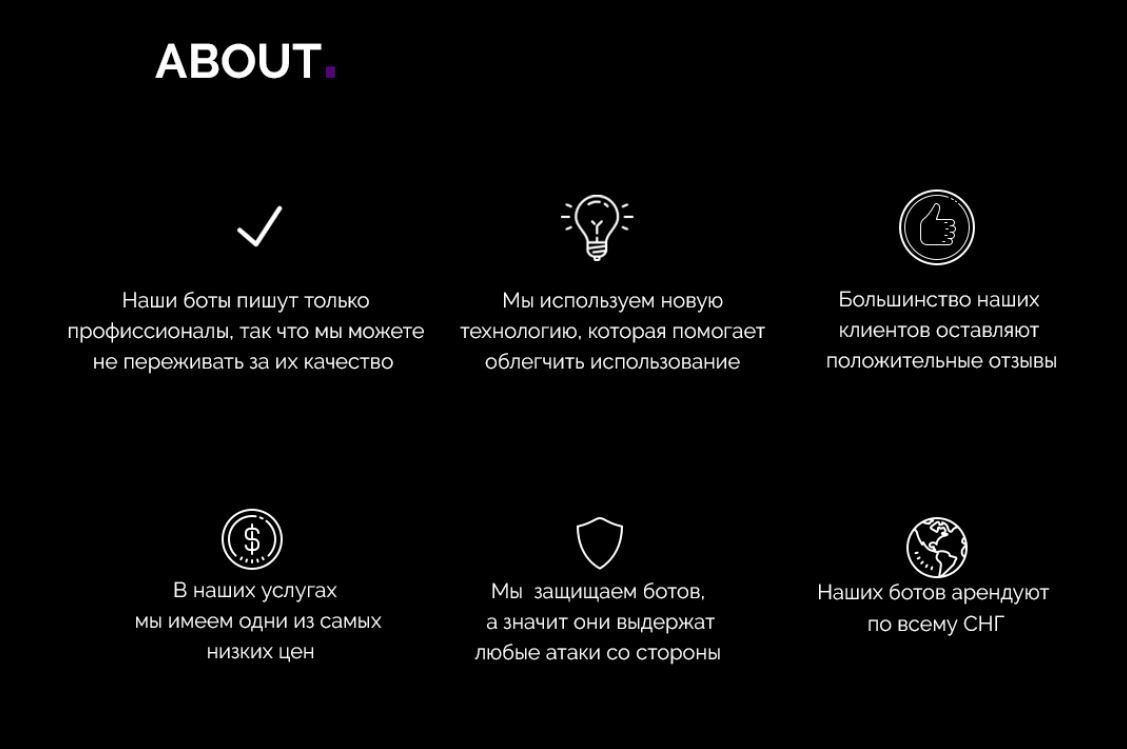 ABOUT.
Наши боты пишут только
профиссионалы, так что мы можете
не переживать за их качество
Мы используем новую
технологию, которая помогает
облегчить использование
Большинство наших
клиентов оставляют
положительные отзывы
$
В наших услугах
мы имеем одни из самых
низких цен
Мы защищаем ботов,
а значит они выдержат
любые атаки со стороны
Наших ботов арендуют
по всему СНГ